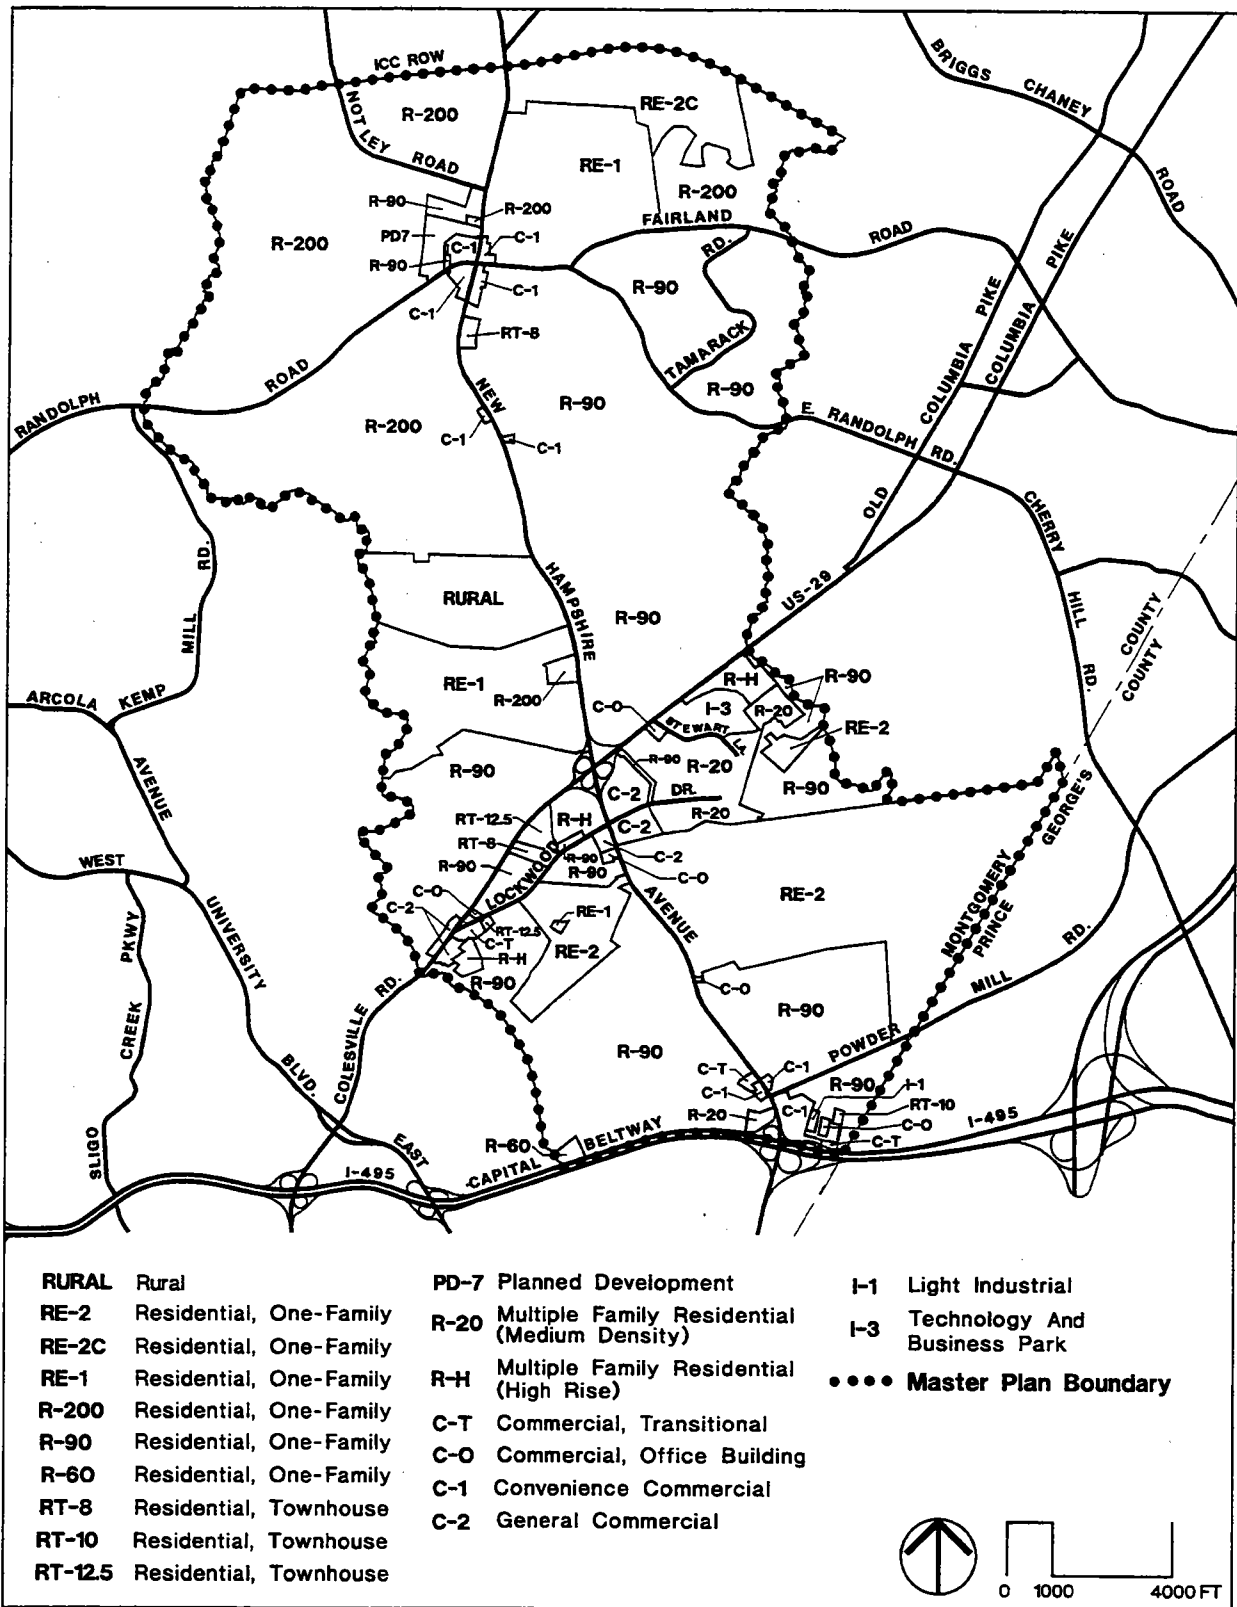 ICC ROW
BRIGGS CHANEY ROAD
NOTLEY ROAD
R-200
RE-2C
RE-1
R-90
R-200
R-200
FAIRLAND ROAD
R-200
PD7
C-1
C-1
R-90
C-1
C-1
RT-8
R-90
RD.
TAMARACK
OLD COLUMBIA PIKE
COLUMBIA PIKE
RANDOLPH ROAD
NEW HAMPSHIRE AVENUE
R-90
R-90
R-200
C-1
C-1
E. RANDOLPH RD.
CHERRY HILL RD.
KEMP MILL RD.
RURAL
US-29
R-90
COUNTY
COUNTY
ARCOLA AVENUE
RE-1
R-200
R-H
R-90
C-O
I-3
R-20
STEWART LA.
RE-2
R-90
R-90
R-20
R-90
C-2
DR.
R-20
RT-12.5
R-H
C-2
RT-8
LOCKWOOD
R-90
R-90
R-90
C-2
C-O
MONTGOMERY
PRINCE GEORGE'S
WEST
UNIVERSITY BLVD. EAST
C-O
C-2
RE-1
RE-2
RT-12.5
C-T
RE-2
R-H
R-90
C-O
R-90
SLIGO CREEK PKWY
COLESVILLE RD.
POWDER MILL RD.
R-90
C-T
C-1
C-1
R-90
I-1
C-1
RT-10
R-20
C-O
C-T
R-60
CAPITAL BELTWAY
I-495
I-495
RURAL Rural
RE-2 Residential, One-Family
RE-2C Residential, One-Family
RE-1 Residential, One-Family
R-200 Residential, One-Family
R-90 Residential, One-Family
R-60 Residential, One-Family
RT-8 Residential, Townhouse
RT-10 Residential, Townhouse
RT-12.5 Residential, Townhouse
PD-7 Planned Development
R-20 Multiple Family Residential
(Medium Density)
R-H Multiple Family Residential
(High Rise)
C-T Commercial, Transitional
C-O Commercial, Office Building
C-1 Convenience Commercial
C-2 General Commercial
I-1 Light Industrial
I-3 Technology And
Business Park
Master Plan Boundary
0 1000 4000 FT